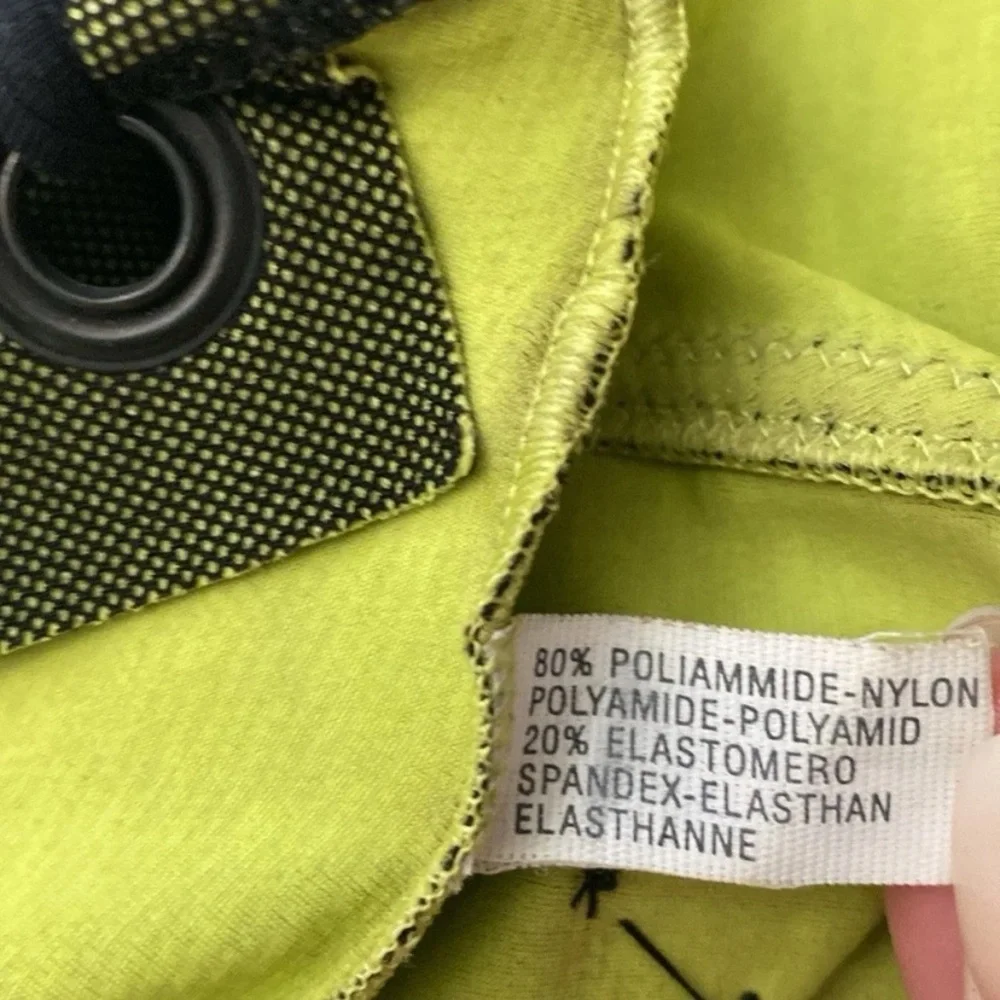 80% POLIAMMIDE-NYLON
POLYAMIDE-POLYAMID
20% ELASTOMERO
SPANDEX-ELASTHAN
ELASTHANNE